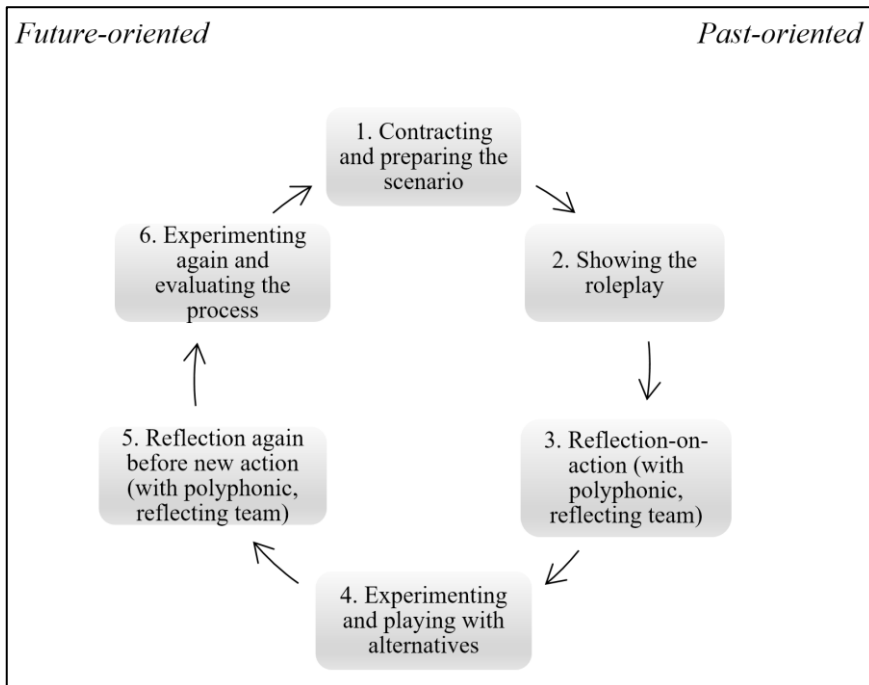 Future-oriented
Past-oriented
1. Contracting
and preparing the
scenario
2. Showing the
roleplay
3. Reflection-on-
action (with
polyphonic,
reflecting team)
4. Experimenting
and playing with
alternatives
5. Reflection again
before new action
(with polyphonic,
reflecting team)
6. Experimenting
again and
evaluating the
process